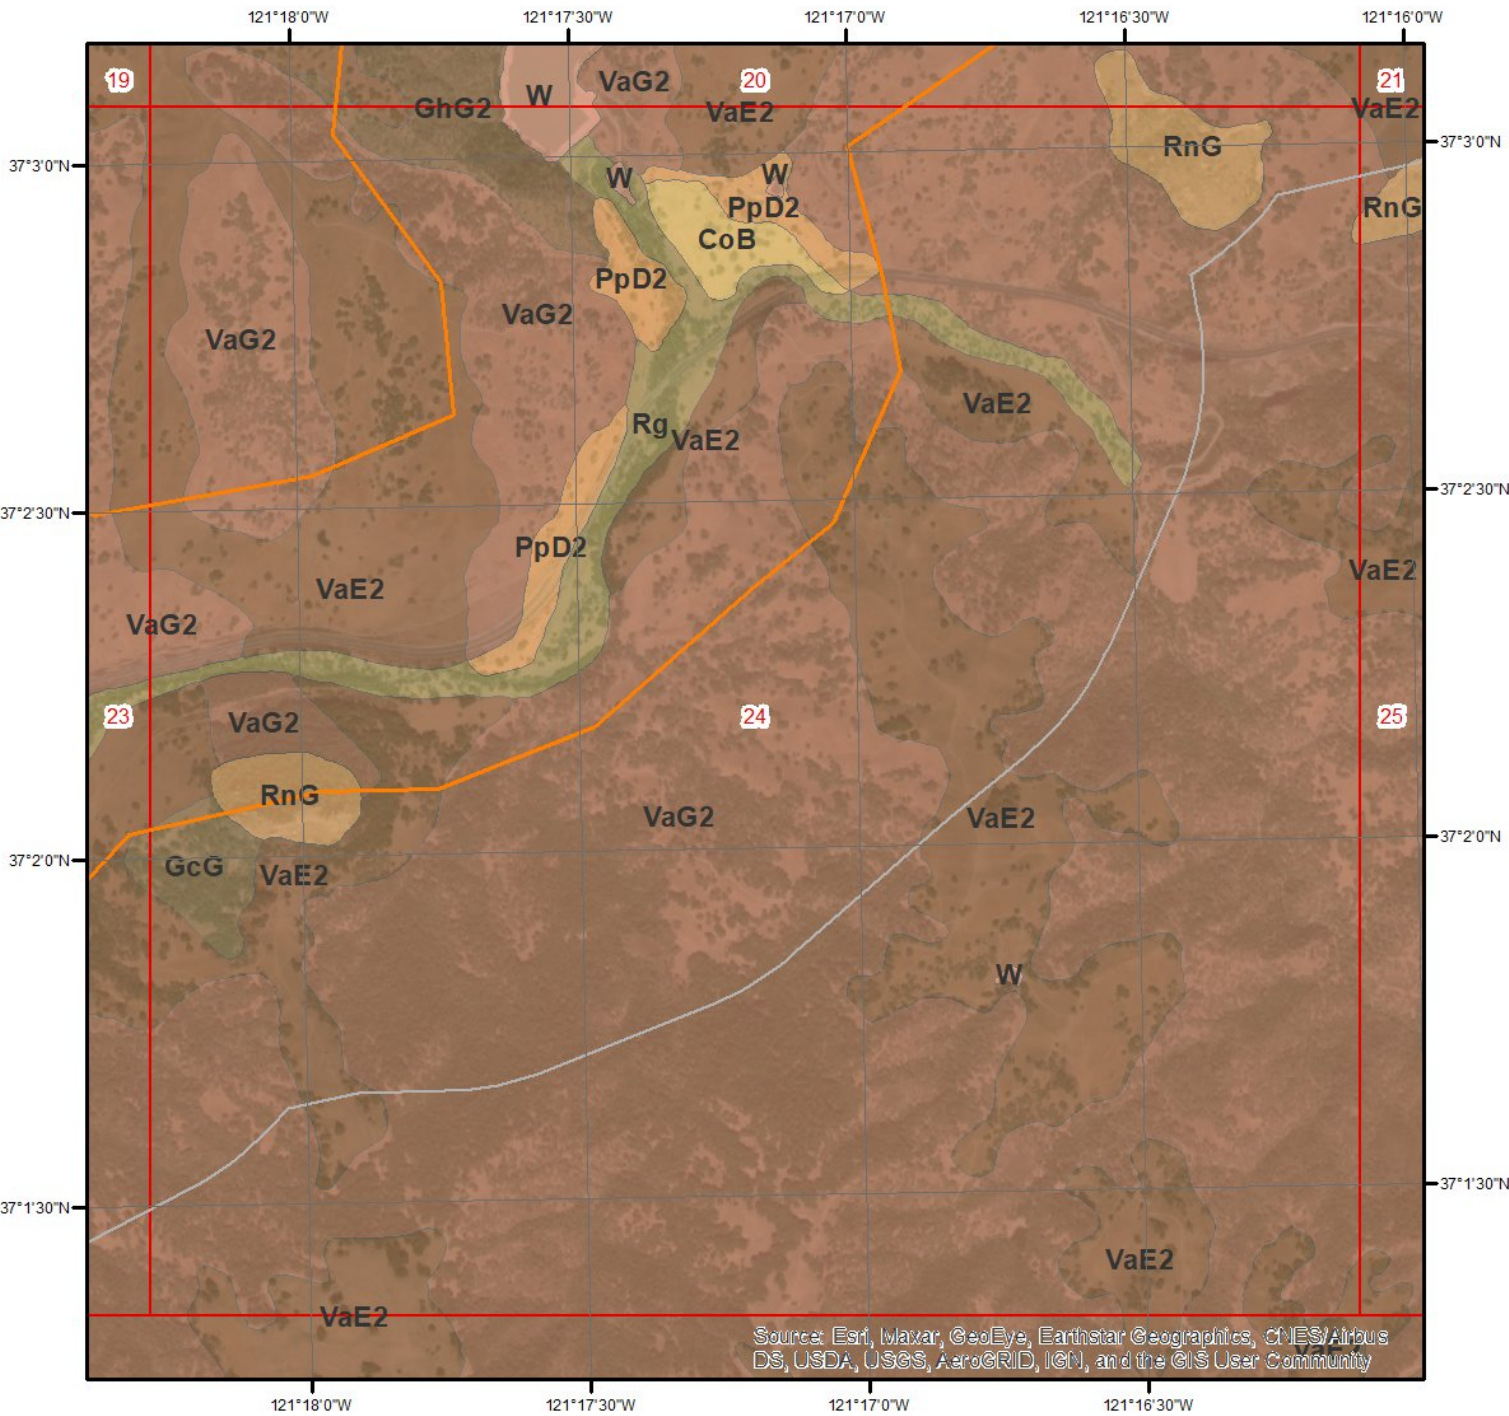 121°18'0"W 121°17'30"W 121°17'0"W 121°16'30"W 121°16'0"W
19 W VaG2 20 21
GhG2 VaE2 VaE2
37°3'0"N RnG 37°3'0"N
W W
PpD2 RnG
CoB
PpD2
VaG2
VaG2
VaE2
Rg VaE2
37°2'30"N 37°2'30"N
PpD2
VaE2 VaE2
VaG2
23 VaG2 24 25
RnG
VaG2 VaE2
37°2'0"N 37°2'0"N
GcG VaE2
W
37°1'30"N 37°1'30"N
VaE2
VaE2
Source: Esri, Maxar, GeoEye, Earthstar Geographics, CNES/Airbus
VaE2
DS, USDA, USGS, AeroGRID, IGN, and the GIS User Community
121°18'0"W 121°17'30"W 121°17'0"W 121°16'30"W